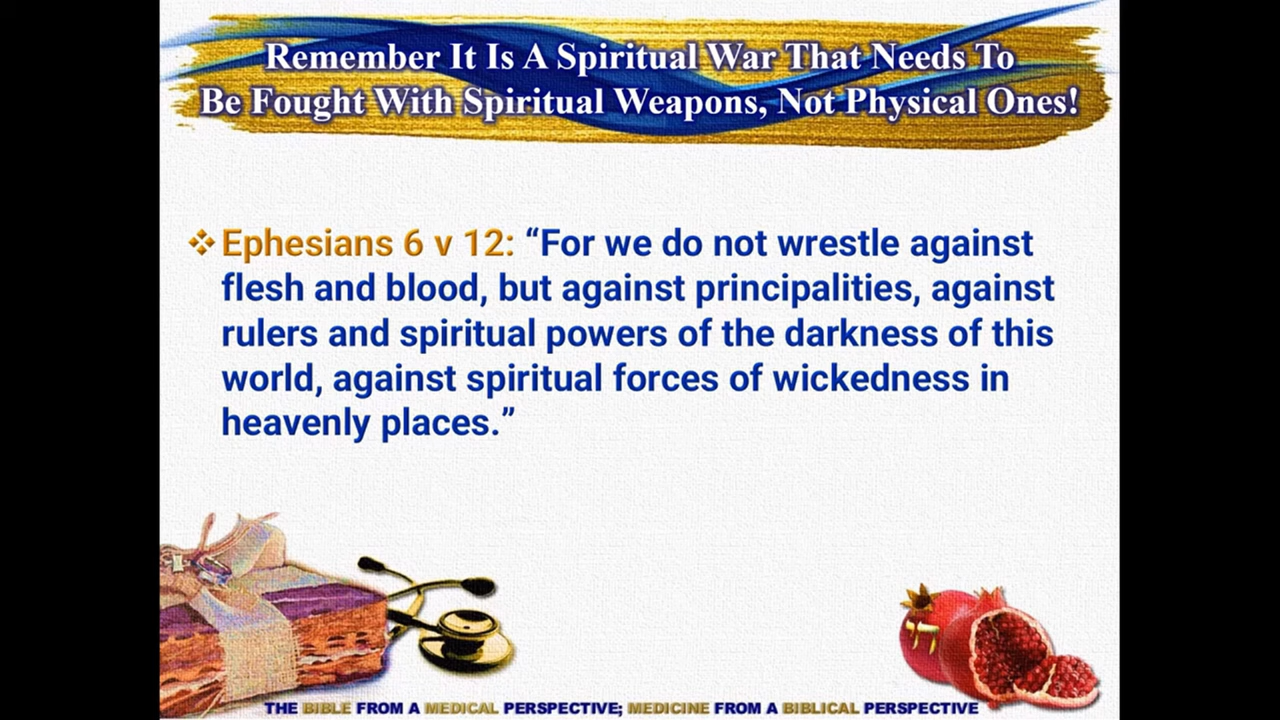 Remember It Is A Spiritual War That Needs To
Be Fought With Spiritual Weapons, Not Physical Ones!
❖ Ephesians 6 v 12: “For we do not wrestle against
flesh and blood, but against principalities, against
rulers and spiritual powers of the darkness of this
world, against spiritual forces of wickedness in
heavenly places.”
THE BIBLE FROM A MEDICAL PERSPECTIVE; MEDICINE FROM A BIBLICAL PERSPECTIVE